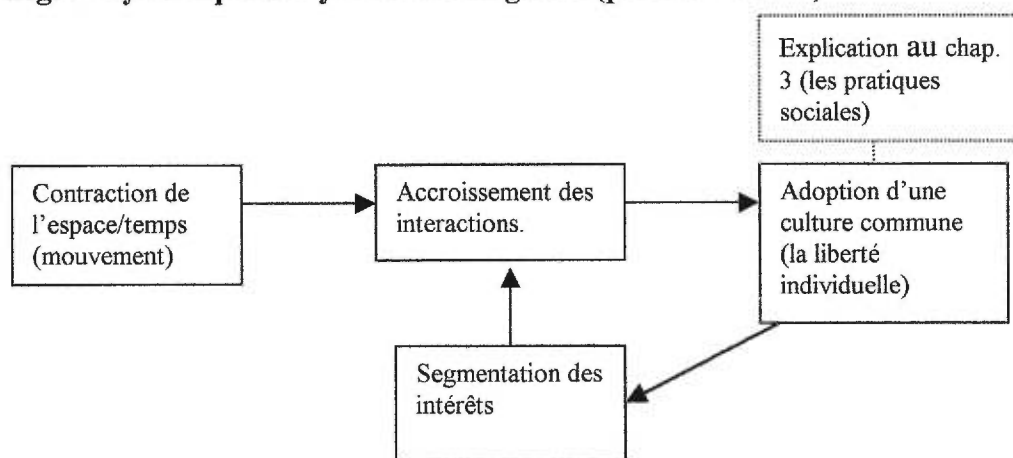 Explication au chap.
3 (les pratiques
sociales)
Contraction de
l'espace/temps
(mouvement)
Accroissement des
interactions.
Adoption d'une
culture commune
(la liberté
individuelle)
Segmentation des
intérêts